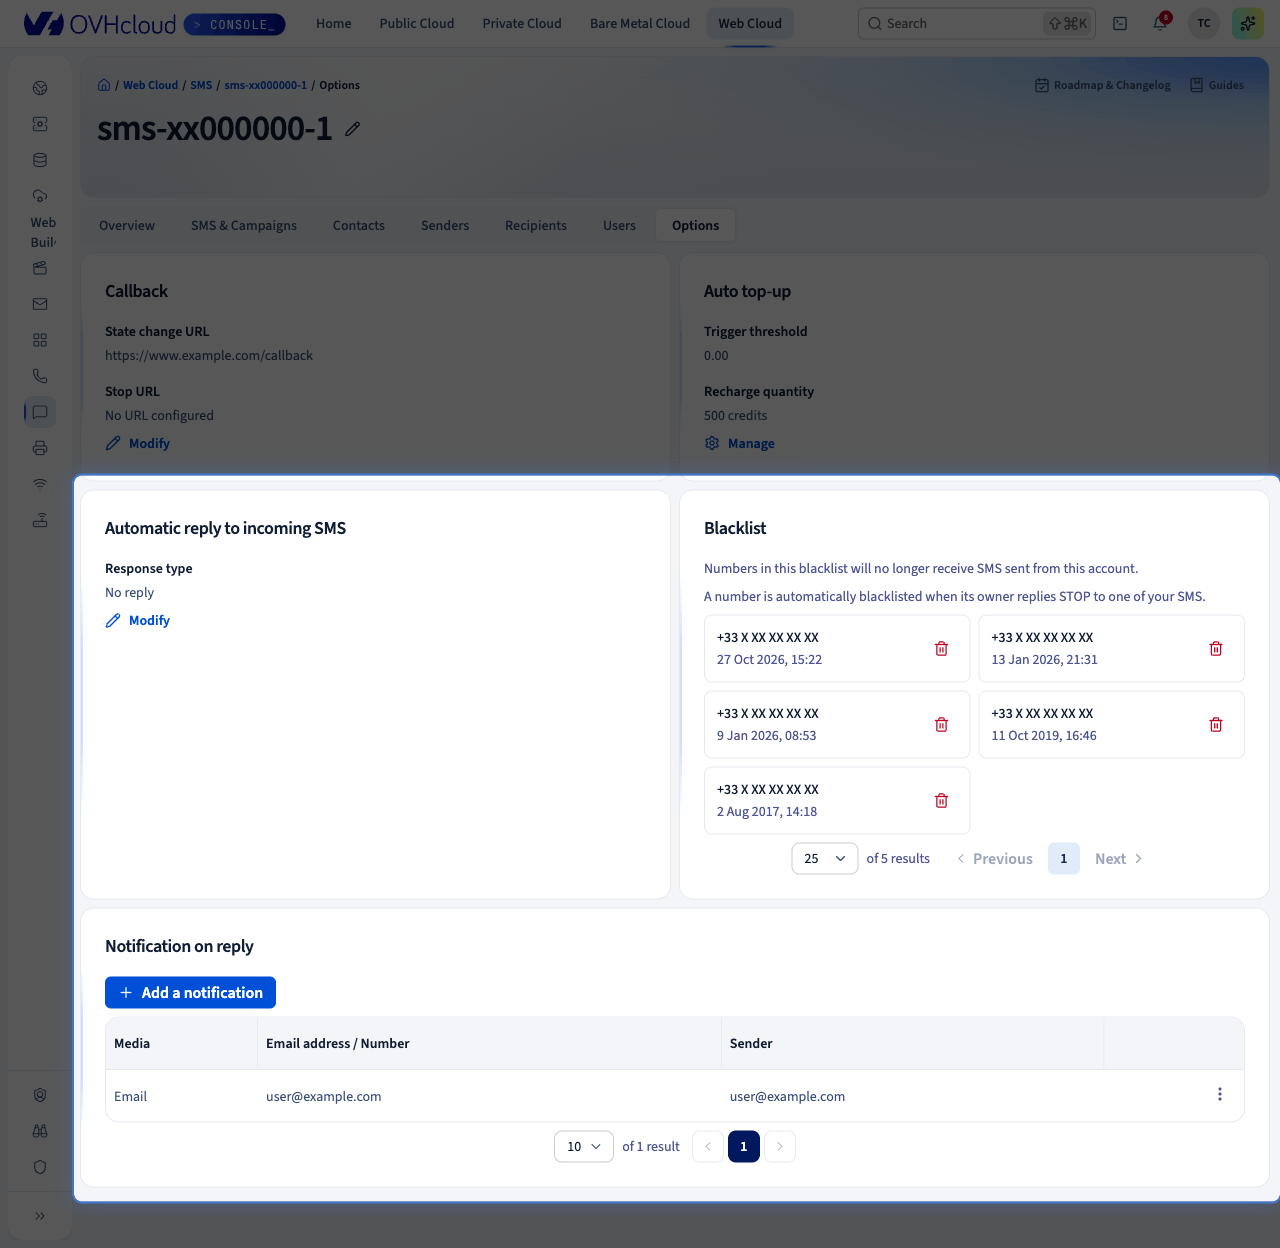 OVHcloud
> CONSOLE_
Home
Public Cloud
Private Cloud
Bare Metal Cloud
Web Cloud
Search
⇧⌘K
6
TC
/ Web Cloud / SMS / sms-xx000000-1 / Options
Roadmap & Changelog
Guides
sms-xx000000-1
Web
Buil
Overview
SMS & Campaigns
Contacts
Senders
Recipients
Users
Options
Callback
State change URL
https://www.example.com/callback
Stop URL
No URL configured
Modify
Auto top-up
Trigger threshold
0.00
Recharge quantity
500 credits
Manage
Automatic reply to incoming SMS
Response type
No reply
Modify
Blacklist
Numbers in this blacklist will no longer receive SMS sent from this account.
A number is automatically blacklisted when its owner replies STOP to one of your SMS.
+33 X XX XX XX XX
27 Oct 2026, 15:22
+33 X XX XX XX XX
13 Jan 2026, 21:31
+33 X XX XX XX XX
9 Jan 2026, 08:53
+33 X XX XX XX XX
11 Oct 2019, 16:46
+33 X XX XX XX XX
2 Aug 2017, 14:18
25
of 5 results
Previous
1
Next
Notification on reply
+ Add a notification
Media
Email address / Number
Sender
Email
user@example.com
user@example.com
10
of 1 result
1